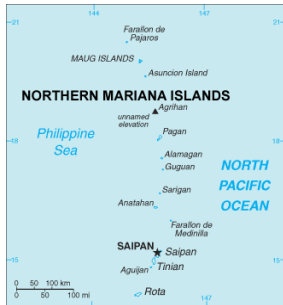 144 147
21 21
Farallon de
Pajaros
MAUG ISLANDS
Asuncion Island
NORTHERN MARIANA ISLANDS
Agrihan
unnamed
elevation
Philippine
Sea
Pagan
18 18
Alamagan
Guguan
NORTH
PACIFIC
OCEAN
Sarigan
Anatahan
Farallon de
Medinilla
SAIPAN
Saipan
15 15
Aguijan
Tinian
0 50 100 km
0 50 100 mi
Rota
147